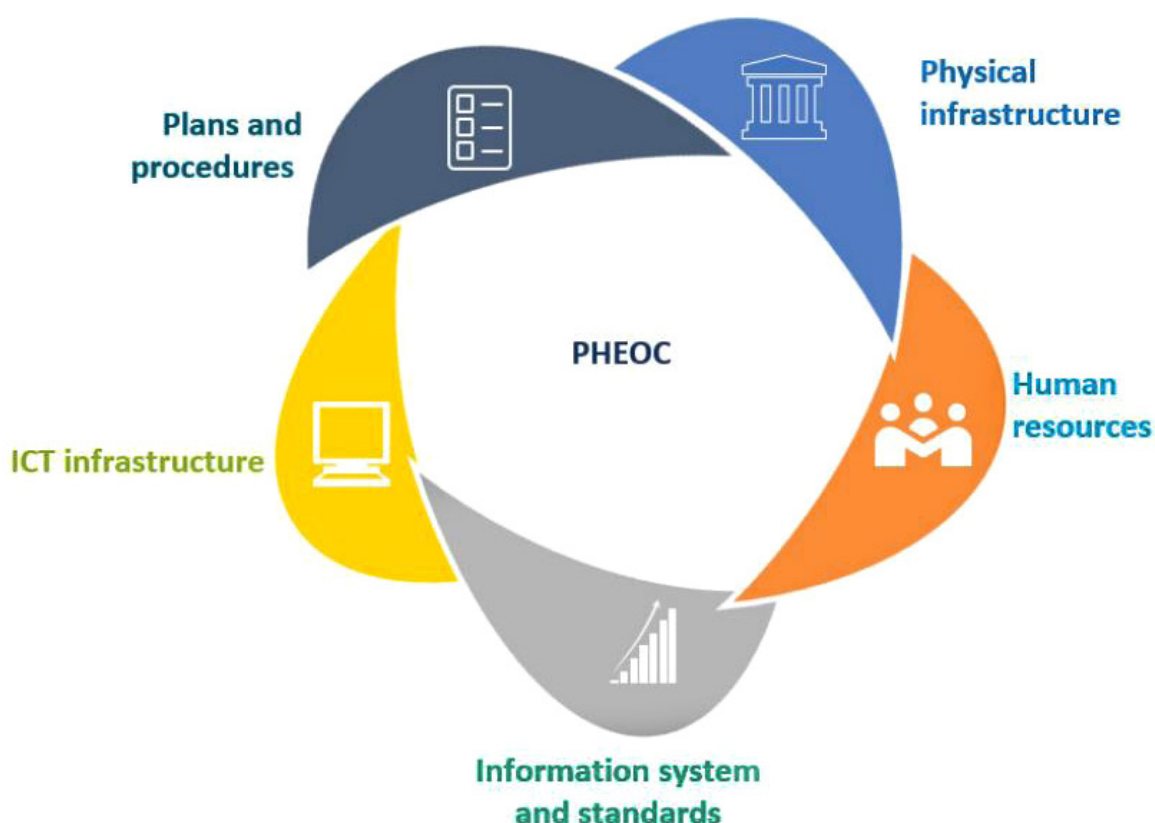 Plans and
procedures
Physical
infrastructure
PHEOC
Human
resources
ICT infrastructure
Information system
and standards